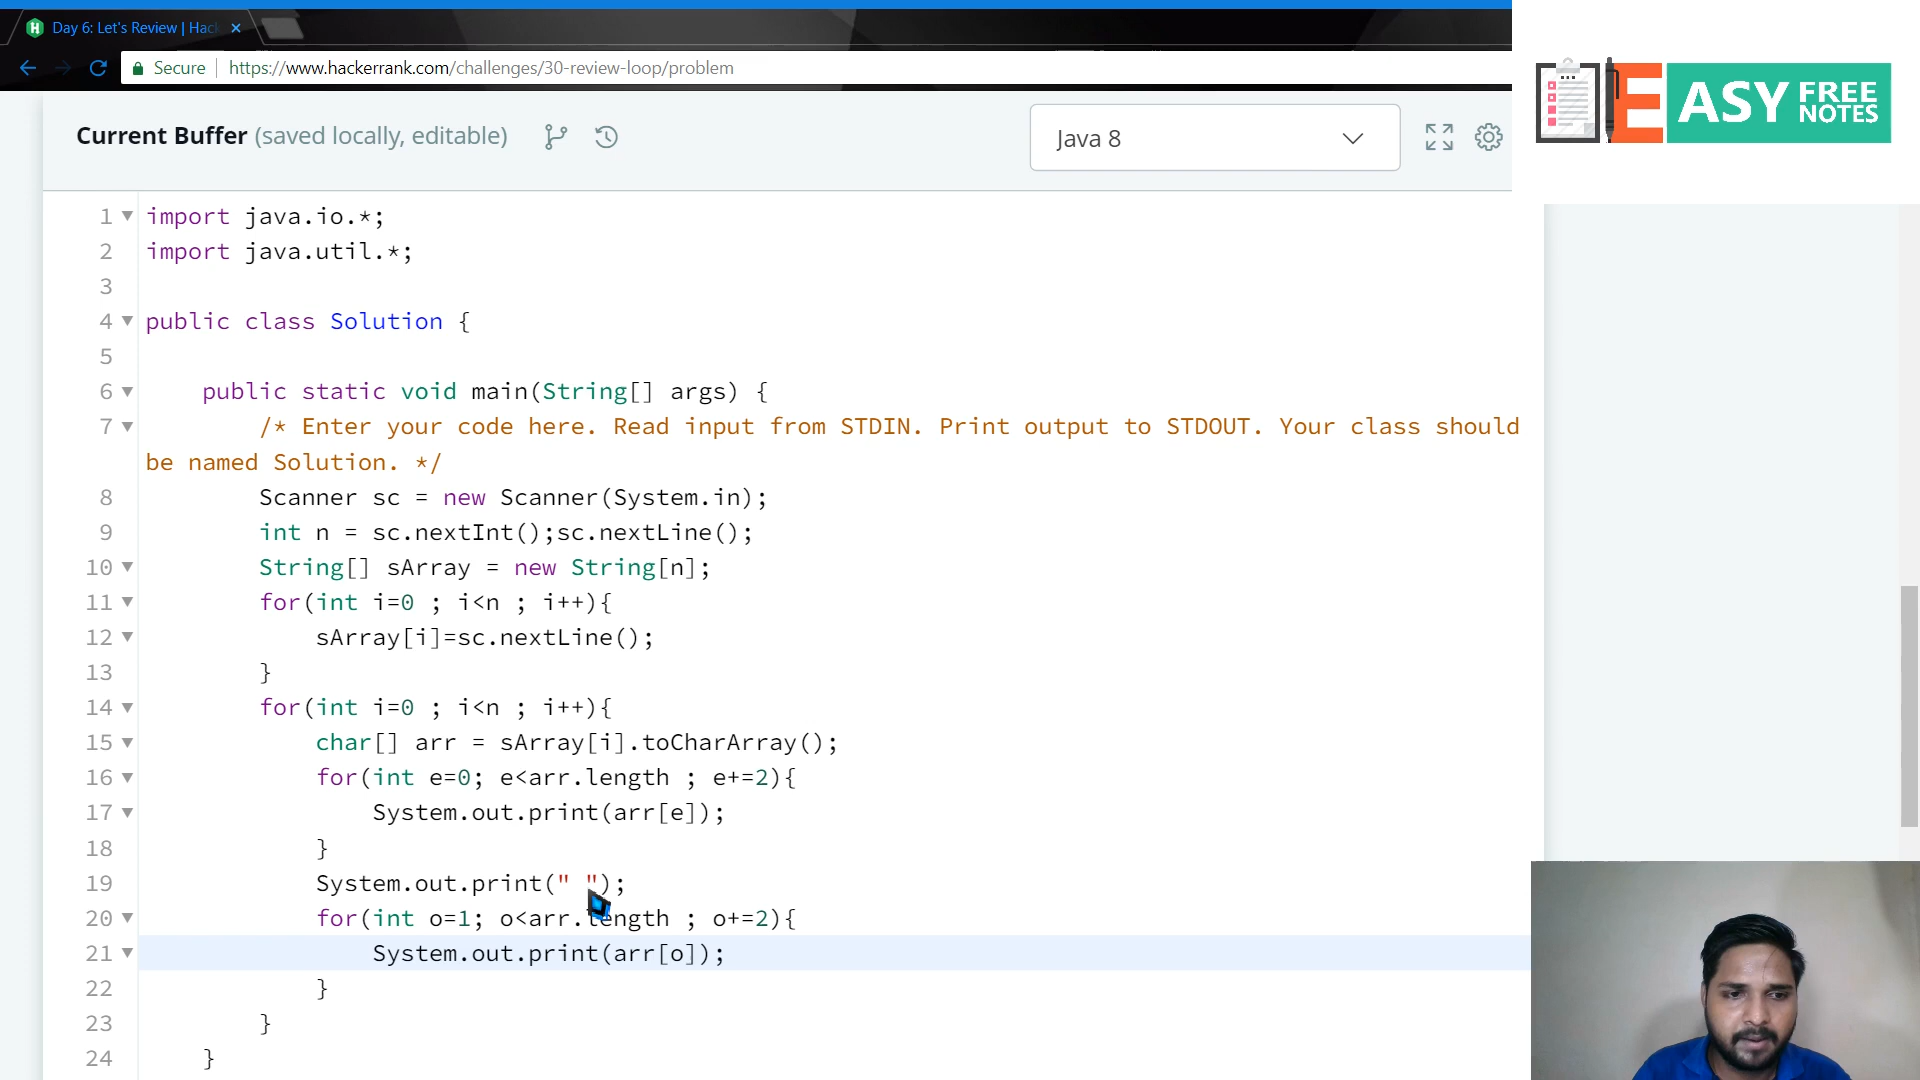 Day 6: Let's Review | Hac
Secure
https://www.hackerrank.com/challenges/30-review-loop/problem
EASY FREE NOTES
Current Buffer (saved locally, editable)
Java 8
1 import java.io.*;
2 import java.util.*;
3
4 public class Solution {
5
6 public static void main(String[] args) {
7 /* Enter your code here. Read input from STDIN. Print output to STDOUT. Your class should
be named Solution. */
8 Scanner sc = new Scanner(System.in);
9 int n = sc.nextInt();sc.nextLine();
10 String[] sArray = new String[n];
11 for(int i=0 ; i<n ; i++){
12 sArray[i]=sc.nextLine();
13 }
14 for(int i=0 ; i<n ; i++){
15 char[] arr = sArray[i].toCharArray();
16 for(int e=0; e<arr.length ; e+=2){
17 System.out.print(arr[e]);
18 }
19 System.out.print(" ");
20 for(int o=1; o<arr.length ; o+=2){
21 System.out.print(arr[o]);
22 }
23 }
24 }